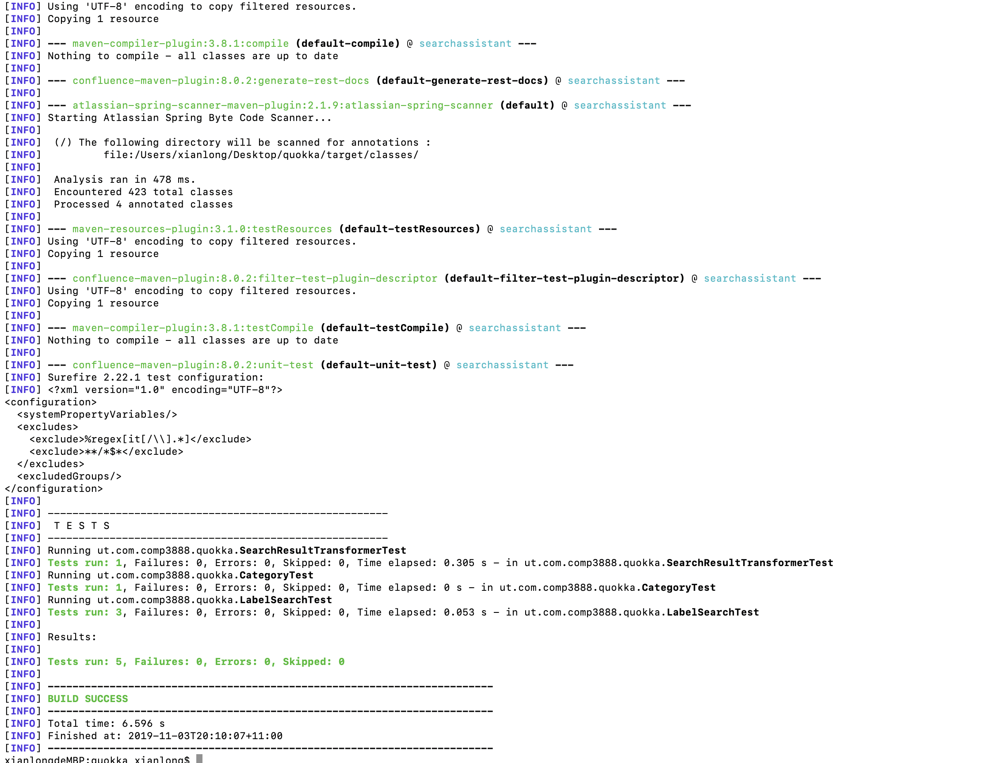 [INFO] Using 'UTF-8' encoding to copy filtered resources.
[INFO] Copying 1 resource
[INFO]
[INFO] --- maven-compiler-plugin:3.8.1:compile (default-compile) @ searchassistant ---
[INFO] Nothing to compile - all classes are up to date
[INFO]
[INFO] --- confluence-maven-plugin:8.0.2:generate-rest-docs (default-generate-rest-docs) @ searchassistant ---
[INFO]
[INFO] --- atlassian-spring-scanner-maven-plugin:2.1.9:atlassian-spring-scanner (default) @ searchassistant ---
[INFO] Starting Atlassian Spring Byte Code Scanner...
[INFO]
[INFO]  (/) The following directory will be scanned for annotations :
[INFO]          file:/Users/xianlong/Desktop/quokka/target/classes/
[INFO]
[INFO]  Analysis ran in 478 ms.
[INFO]  Encountered 423 total classes
[INFO]  Processed 4 annotated classes
[INFO]
[INFO] --- maven-resources-plugin:3.1.0:testResources (default-testResources) @ searchassistant ---
[INFO] Using 'UTF-8' encoding to copy filtered resources.
[INFO] Copying 1 resource
[INFO]
[INFO] --- confluence-maven-plugin:8.0.2:filter-test-plugin-descriptor (default-filter-test-plugin-descriptor) @ searchassistant ---
[INFO] Using 'UTF-8' encoding to copy filtered resources.
[INFO] Copying 1 resource
[INFO]
[INFO] --- maven-compiler-plugin:3.8.1:testCompile (default-testCompile) @ searchassistant ---
[INFO] Nothing to compile - all classes are up to date
[INFO]
[INFO] --- confluence-maven-plugin:8.0.2:unit-test (default-unit-test) @ searchassistant ---
[INFO] Surefire 2.22.1 test configuration:
[INFO] <?xml version="1.0" encoding="UTF-8"?>
<configuration>
  <systemPropertyVariables/>
  <excludes>
    <exclude>%regex[it[/\\].*]</exclude>
    <exclude>**/*$*</exclude>
  </excludes>
  <excludedGroups/>
</configuration>
[INFO]
[INFO] -------------------------------------------------------
[INFO]  T E S T S
[INFO] -------------------------------------------------------
[INFO] Running ut.com.comp3888.quokka.SearchResultTransformerTest
[INFO] Tests run: 1, Failures: 0, Errors: 0, Skipped: 0, Time elapsed: 0.305 s - in ut.com.comp3888.quokka.SearchResultTransformerTest
[INFO] Running ut.com.comp3888.quokka.CategoryTest
[INFO] Tests run: 1, Failures: 0, Errors: 0, Skipped: 0, Time elapsed: 0 s - in ut.com.comp3888.quokka.CategoryTest
[INFO] Running ut.com.comp3888.quokka.LabelSearchTest
[INFO] Tests run: 3, Failures: 0, Errors: 0, Skipped: 0, Time elapsed: 0.053 s - in ut.com.comp3888.quokka.LabelSearchTest
[INFO]
[INFO] Results:
[INFO]
[INFO] Tests run: 5, Failures: 0, Errors: 0, Skipped: 0
[INFO]
[INFO] ------------------------------------------------------------------------
[INFO] BUILD SUCCESS
[INFO] ------------------------------------------------------------------------
[INFO] Total time: 6.596 s
[INFO] Finished at: 2019-11-03T20:10:07+11:00
[INFO] ------------------------------------------------------------------------
xianlongdeMBP:quokka xianlong$